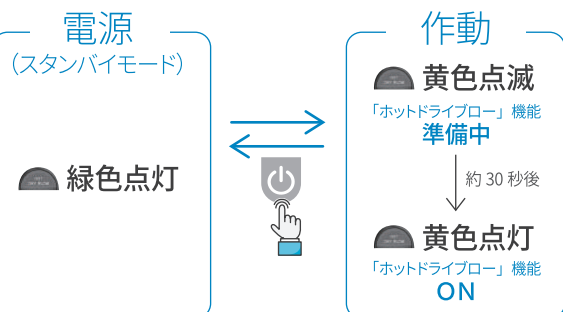 電源
（スタンバイモード）
緑色点灯
作動
黄色点滅
「ホットドライブロー」機能
準備中
約 30 秒後
黄色点灯
「ホットドライブロー」機能
ON